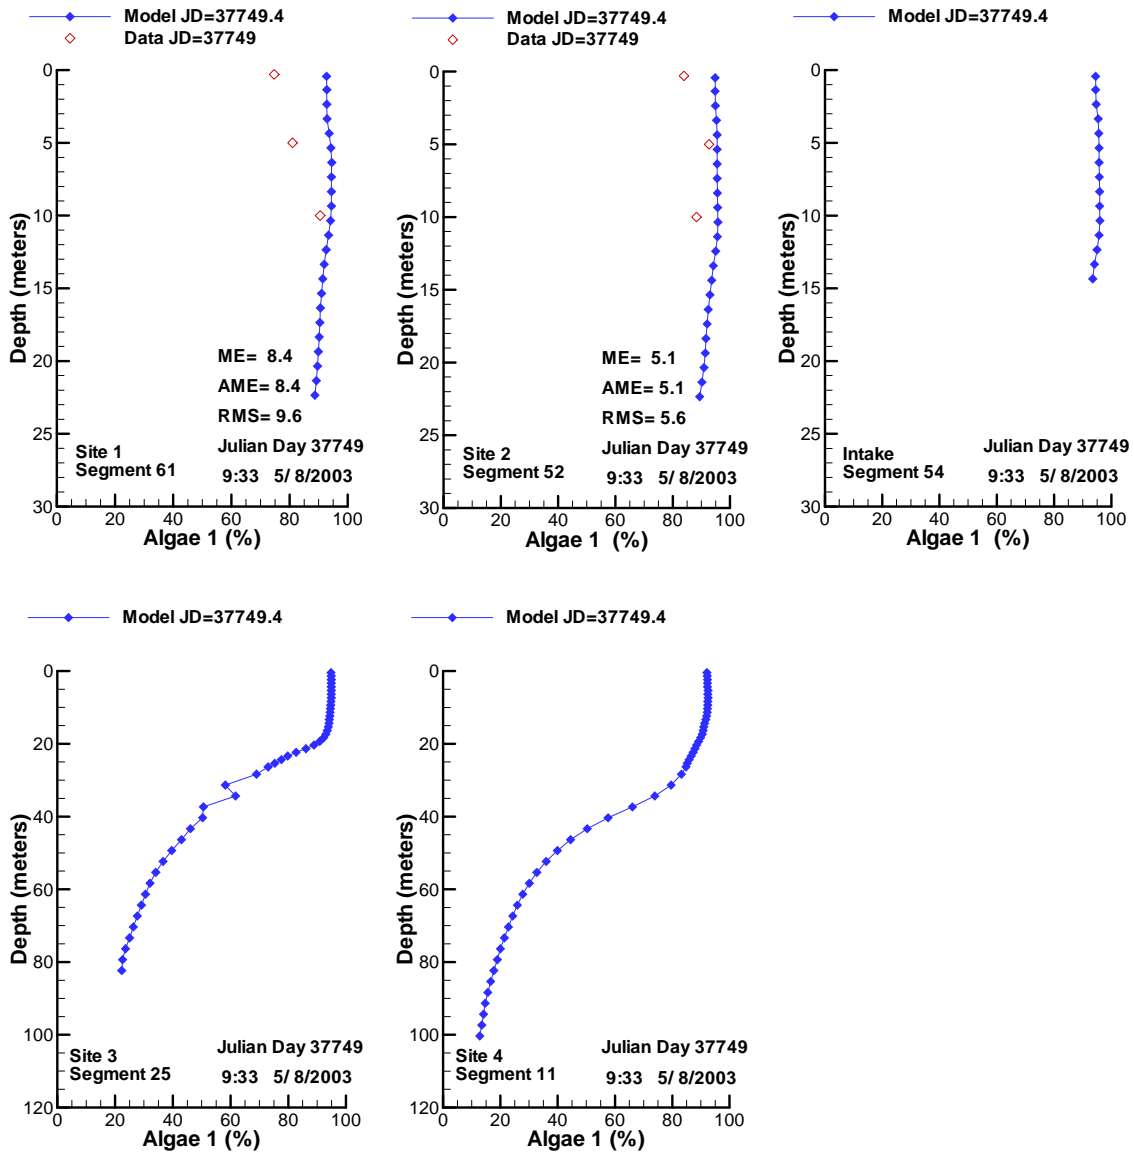 Model JD=37749.4
Data JD=37749
0
5
10
15
20
25
30
Depth (meters)
ME= 8.4
AME= 8.4
RMS= 9.6
Site 1
Segment 61
Julian Day 37749
9:33 5/ 8/2003
0 20 40 60 80 100
Algae 1 (%)
Model JD=37749.4
Data JD=37749
0
5
10
15
20
25
30
Depth (meters)
ME= 5.1
AME= 5.1
RMS= 5.6
Site 2
Segment 52
Julian Day 37749
9:33 5/ 8/2003
0 20 40 60 80 100
Algae 1 (%)
Model JD=37749.4
0
5
10
15
20
25
30
Depth (meters)
Intake
Segment 54
Julian Day 37749
9:33 5/ 8/2003
0 20 40 60 80 100
Algae 1 (%)
Model JD=37749.4
0
20
40
60
80
100
120
Depth (meters)
Site 3
Segment 25
Julian Day 37749
9:33 5/ 8/2003
0 20 40 60 80 100
Algae 1 (%)
Model JD=37749.4
0
20
40
60
80
100
120
Depth (meters)
Site 4
Segment 11
Julian Day 37749
9:33 5/ 8/2003
0 20 40 60 80 100
Algae 1 (%)